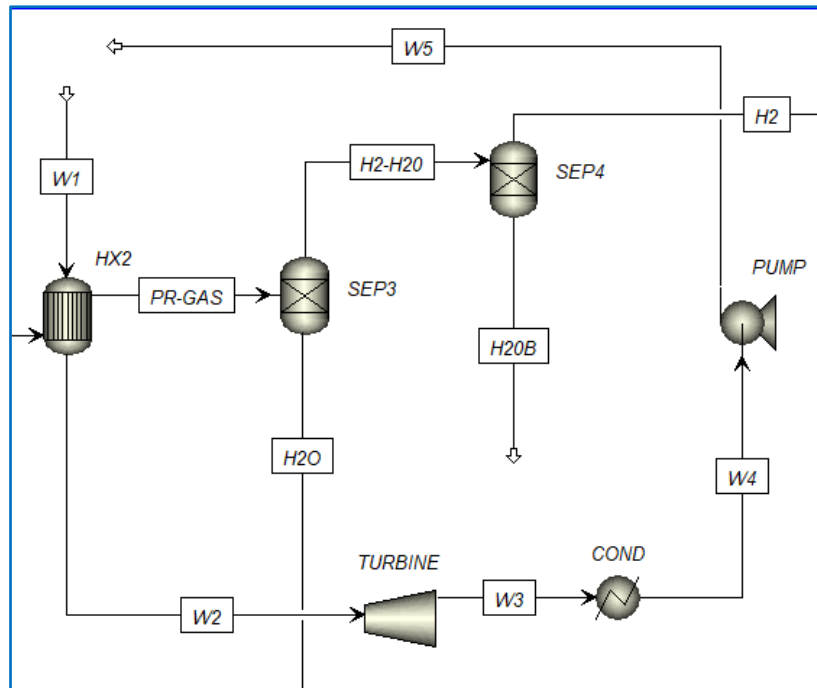 W5
H2
W1
H2-H20
SEP4
HX2
PR-GAS
SEP3
PUMP
H20B
H2O
W4
TURBINE
COND
W2
W3